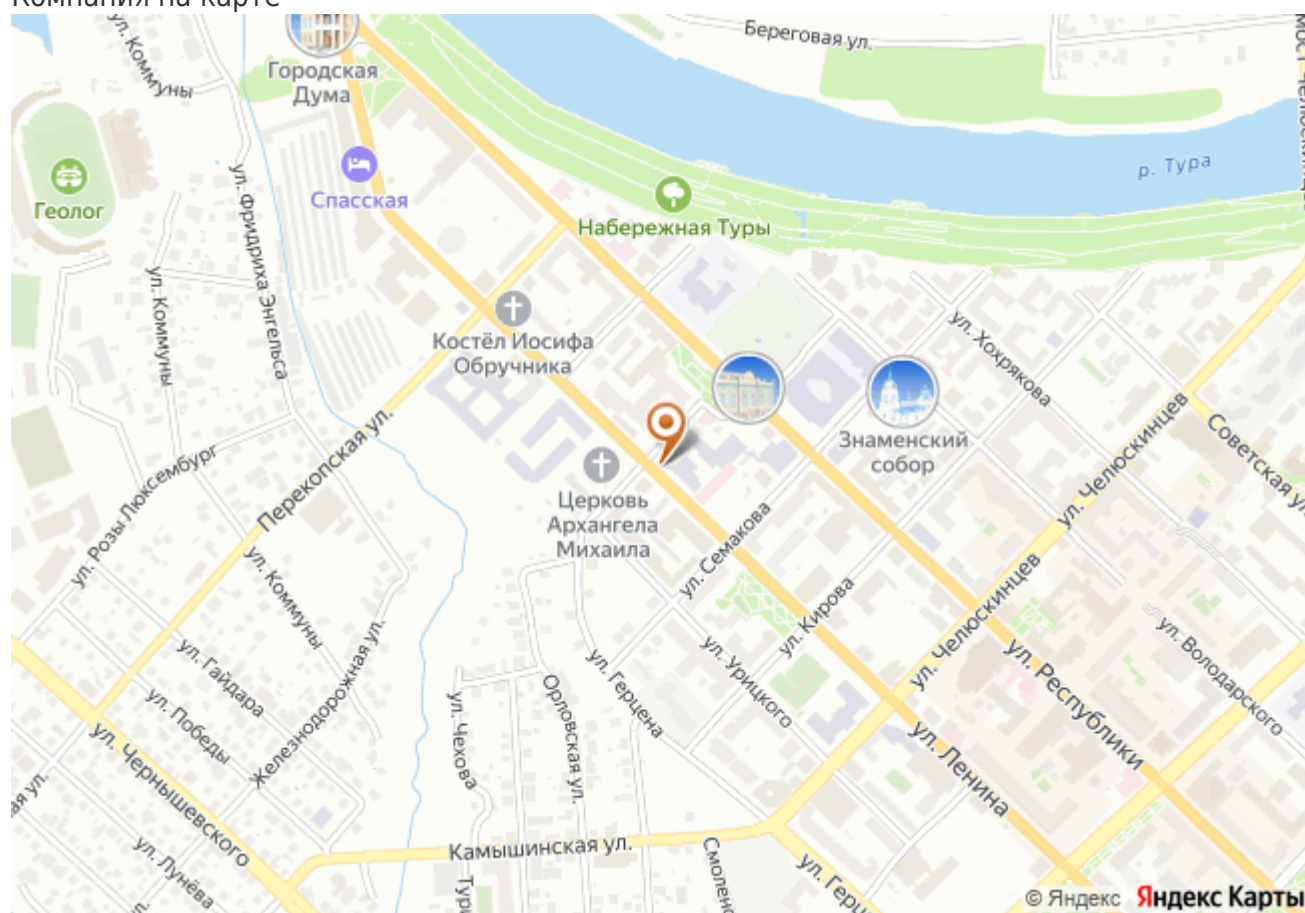 Компания на карте
Береговая ул.
ул. Коммуны
Городская
Дума
р. Тура
Геолог
Спасская
Набережная Туры
ул. Фридриха Энгельса
ул. Коммуны
Костёл Иосифа
Обручника
ул. Хохрякова
Знаменский
собор
ул. Челюскинцев
Советская ул.
Перекопская ул.
ул. Розы Люксембург
Церковь
Архангела
Михаила
ул. Семакова
ул. Коммуны
ул. Кирова
ул. Челюскинцев
ул. Володарского
ул. Республики
ул. Гайдара
ул. Победы
Железнодорожная ул.
ул. Чехова
Орловская ул.
ул. Герцена
ул. Урицкого
ул. Ленина
ул. Чернышевского
ул. Лунёва
Камышинская ул.
© Яндекс Яндекс Карты